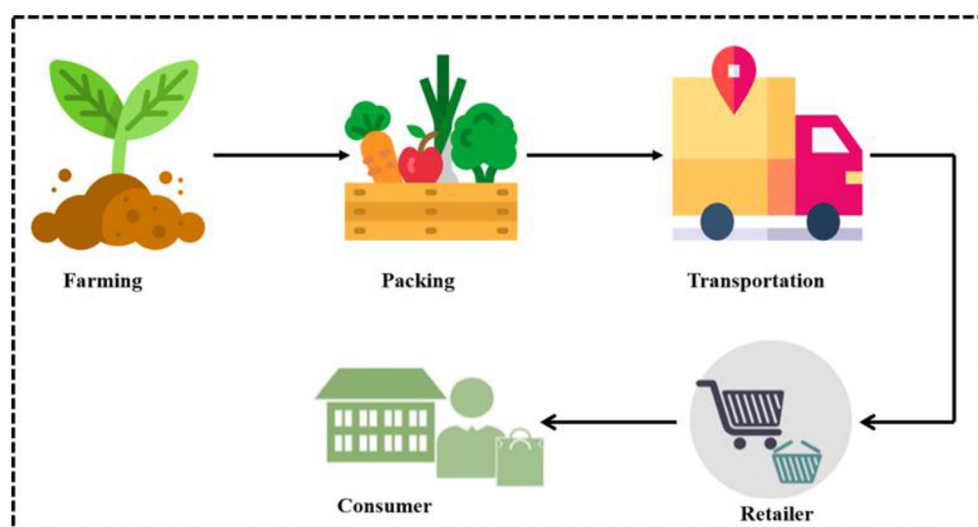 Farming
Packing
Transportation
Consumer
Retailer